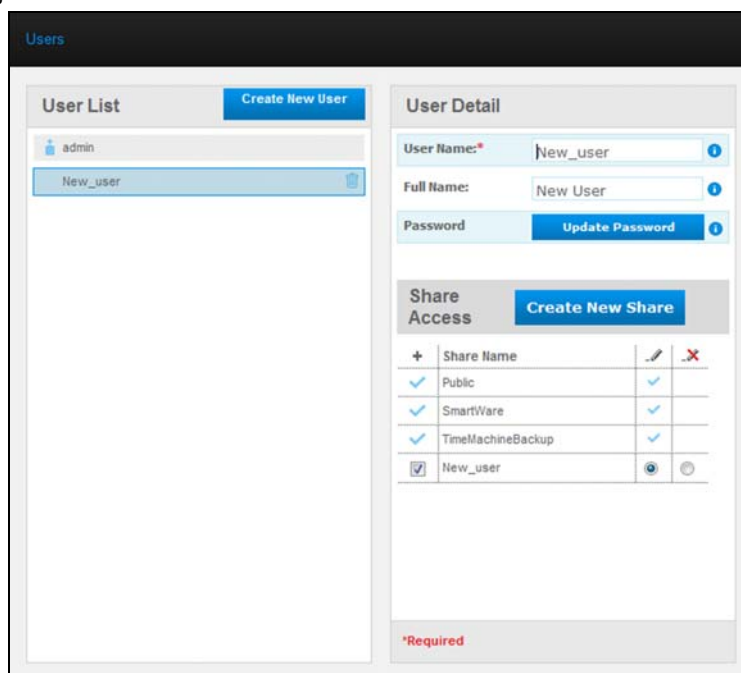 Users
User List
Create New User
admin
New_user
User Detail
User Name:*
New_user
Full Name:
New User
Password
Update Password
Share
Access
Create New Share
+ Share Name
Public
SmartWare
TimeMachineBackup
New_user
*Required